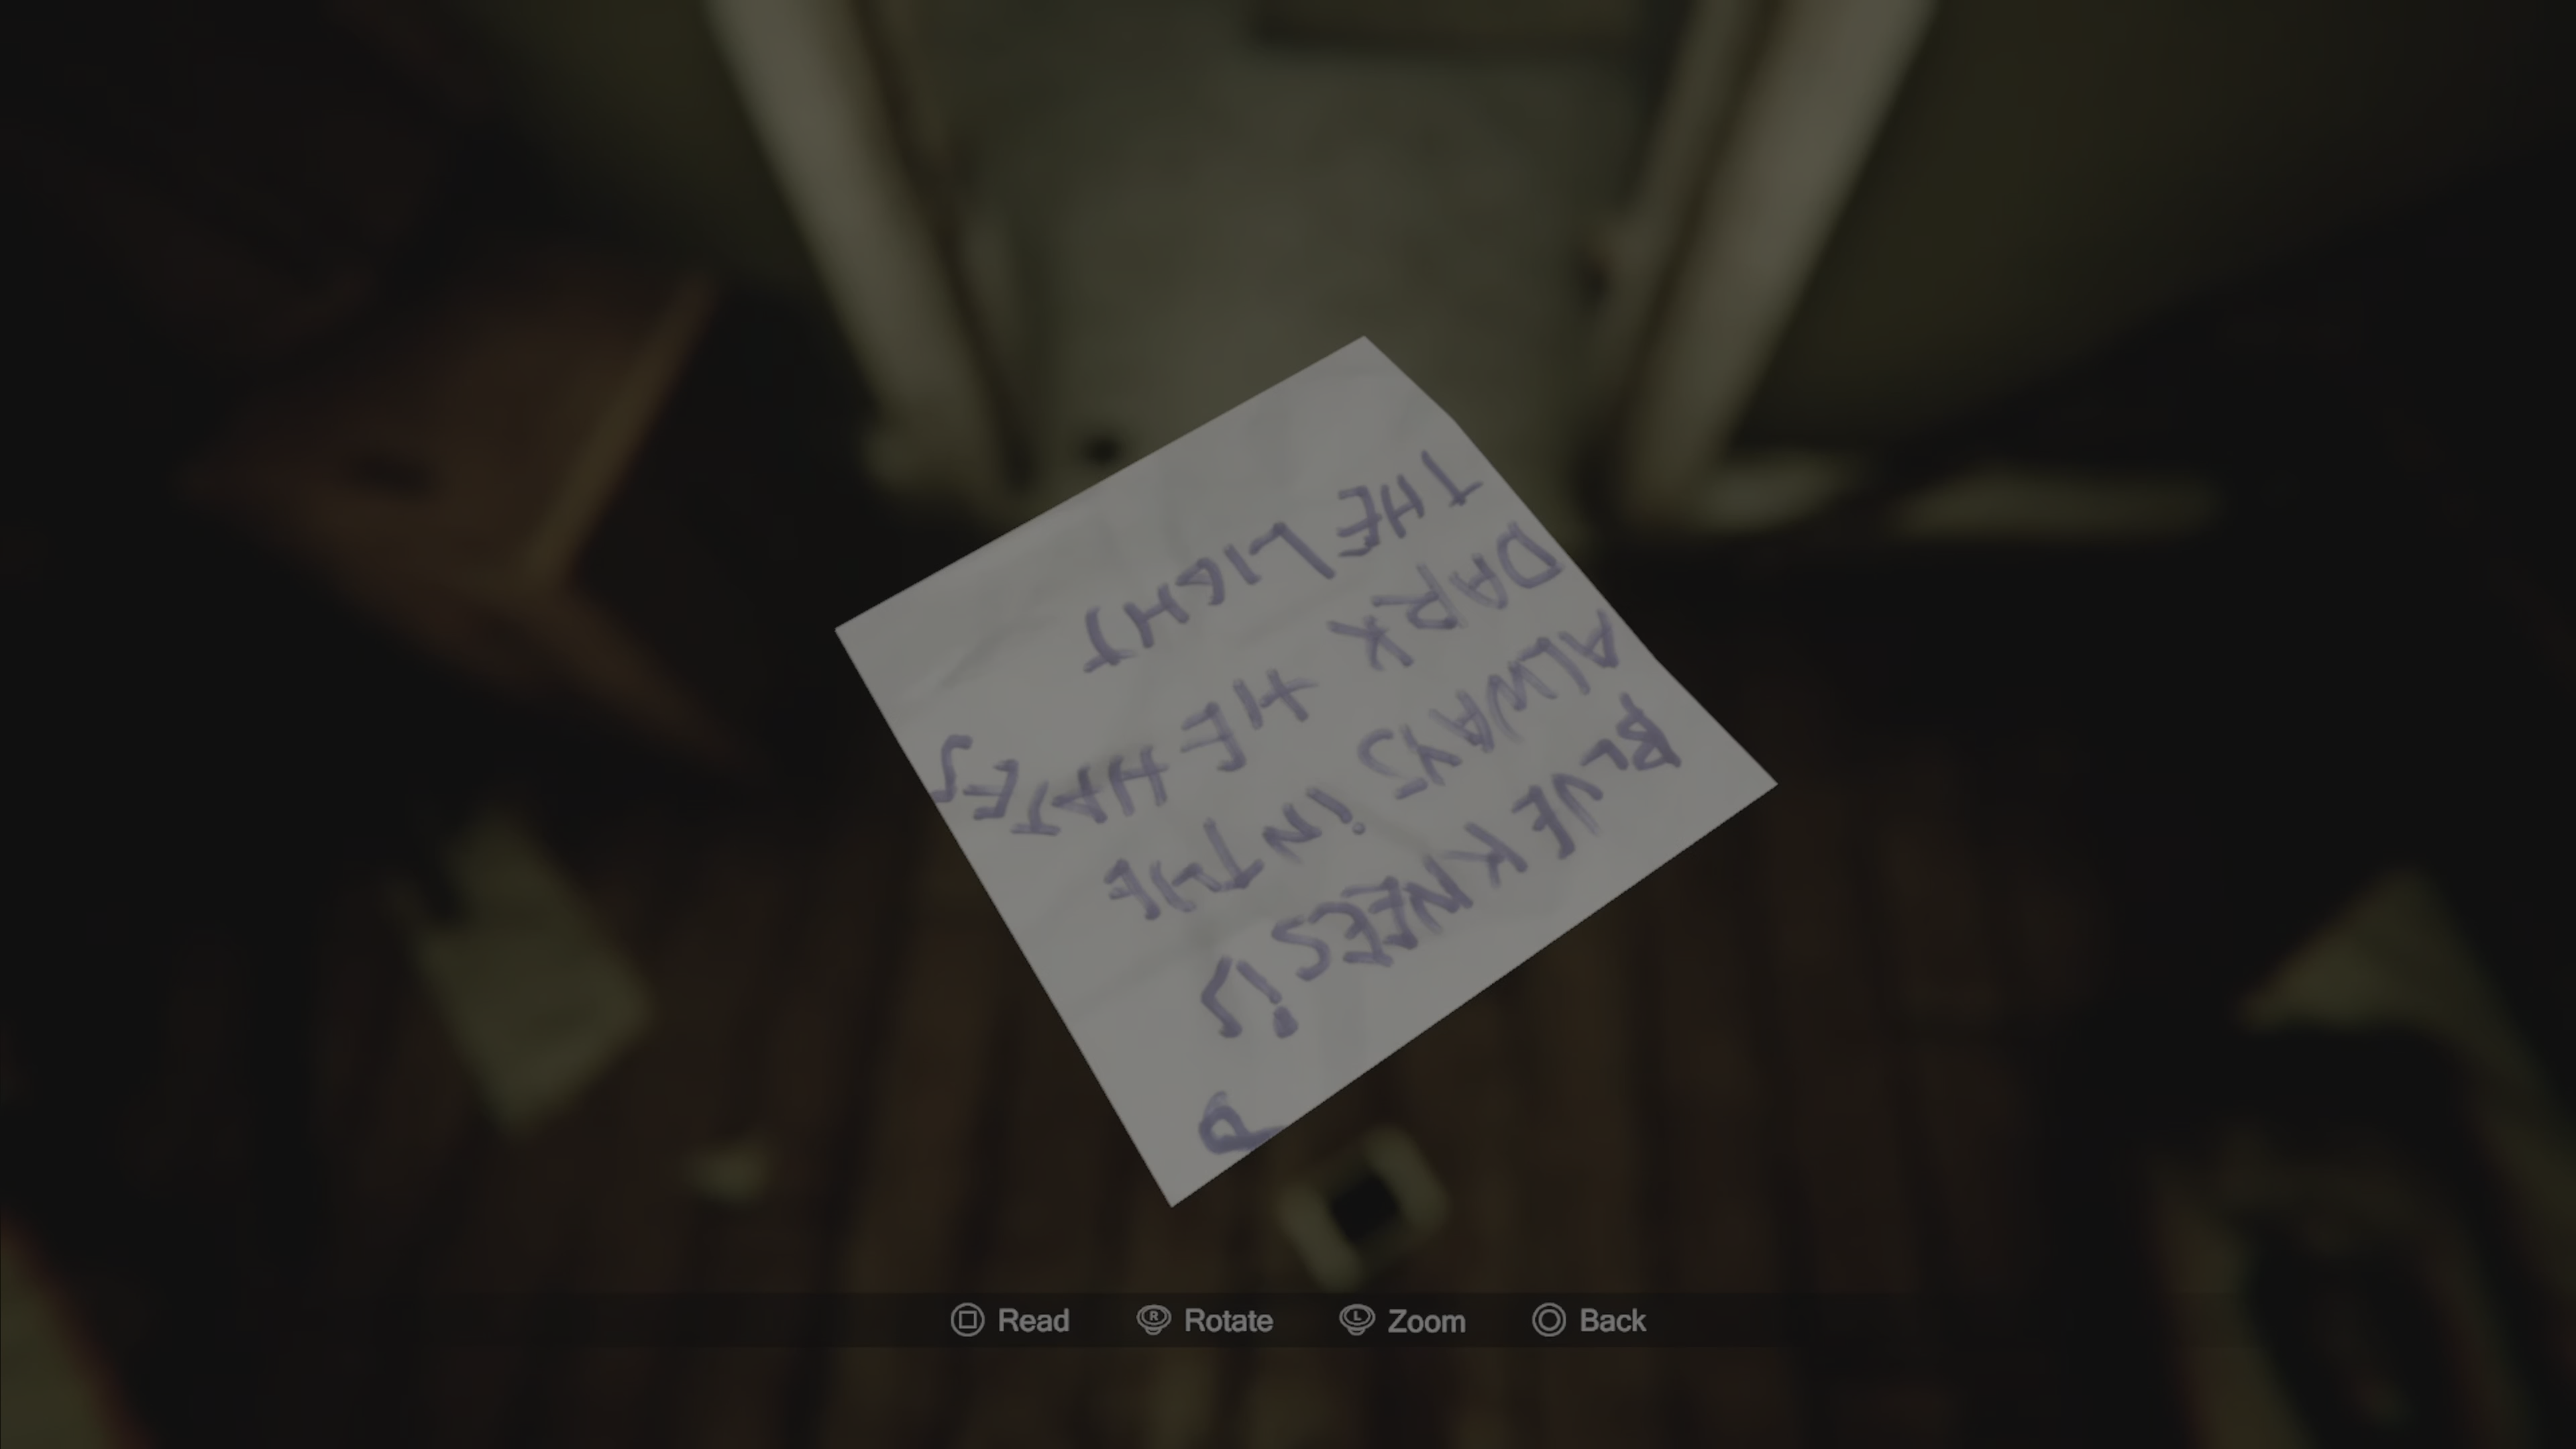 BLUE KNEES iS
ALWAYS iN THE
DARK HE HATES
THE LIGHT
Read Rotate Zoom Back